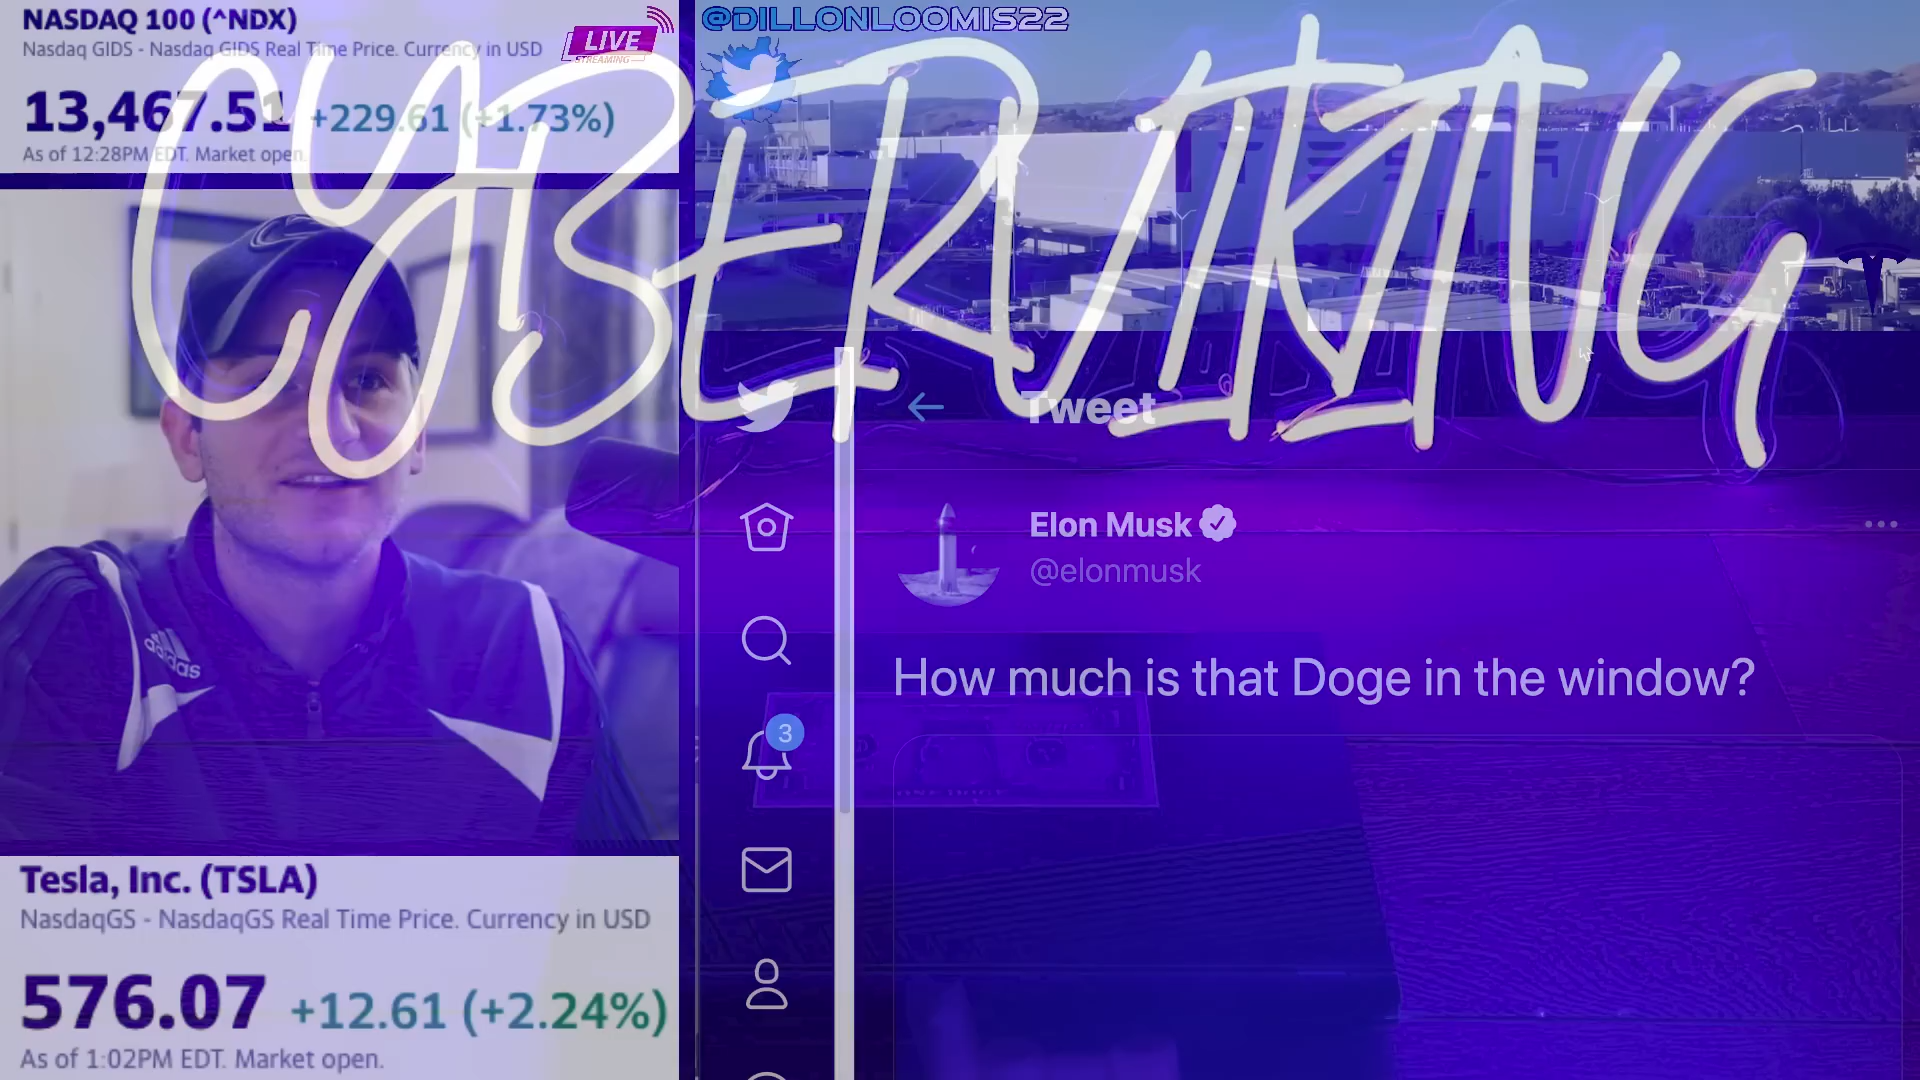 NASDAQ 100 (^NDX)
Nasdaq GIDS - Nasdaq GIDS Real Time Price. Currency in USD
LIVE
STREAMING
13,467.51 +229.61 (+1.73%)
As of 12:28PM EDT. Market open.
@DILLONLOOMIS22
CYBERVIKING
TESLA
adidas
Tweet
Elon Musk
@elonmusk
How much is that Doge in the window?
3
Tesla, Inc. (TSLA)
NasdaqGS - NasdaqGS Real Time Price. Currency in USD
576.07 +12.61 (+2.24%)
As of 1:02PM EDT. Market open.